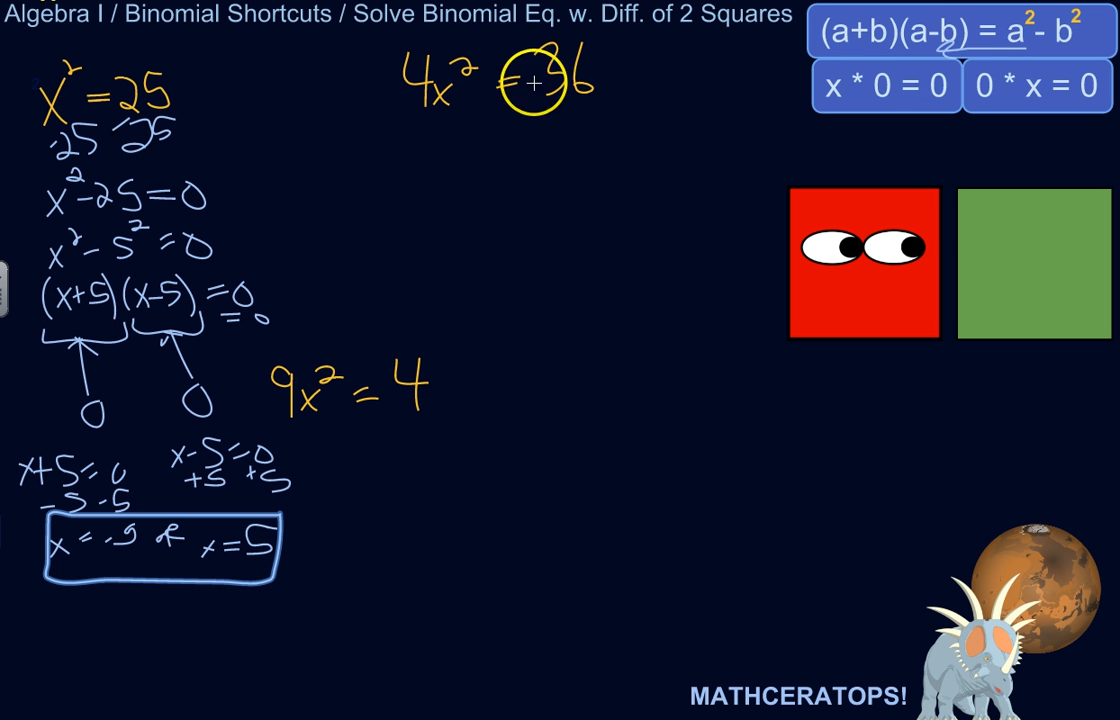 Algebra I / Binomial Shortcuts / Solve Binomial Eq. w. Diff. of 2 Squares
(a+b)(a-b) = a² - b²
x * 0 = 0
0 * x = 0
x² = 25
-25 -25
x² - 25 = 0
x² - 5² = 0
(x+5)(x-5) = 0
= 0
0 0
x+5=0
-5 -5
x-5=0
+5 +5
x = -5 or x = 5
4x² = 36
9x² = 4
MATHCERATOPS!